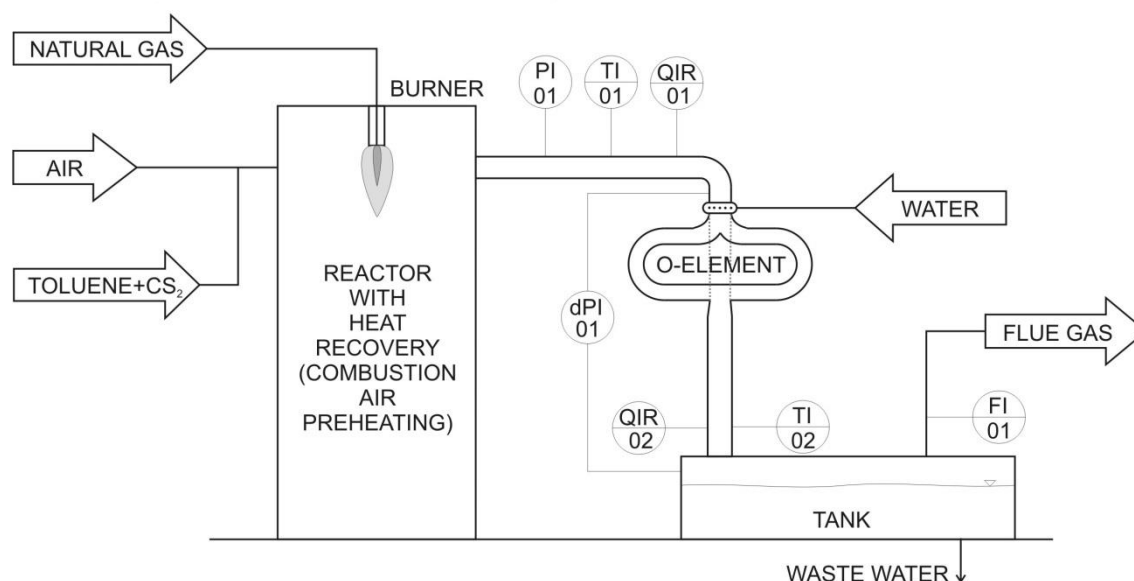 NATURAL GAS
BURNER
PI
01
TI
01
QIR
01
AIR
WATER
TOLUENE+CS₂
REACTOR
WITH
HEAT
RECOVERY
(COMBUSTION
AIR
PREHEATING)
O-ELEMENT
dPI
01
FLUE GAS
QIR
02
TI
02
FI
01
TANK
WASTE WATER